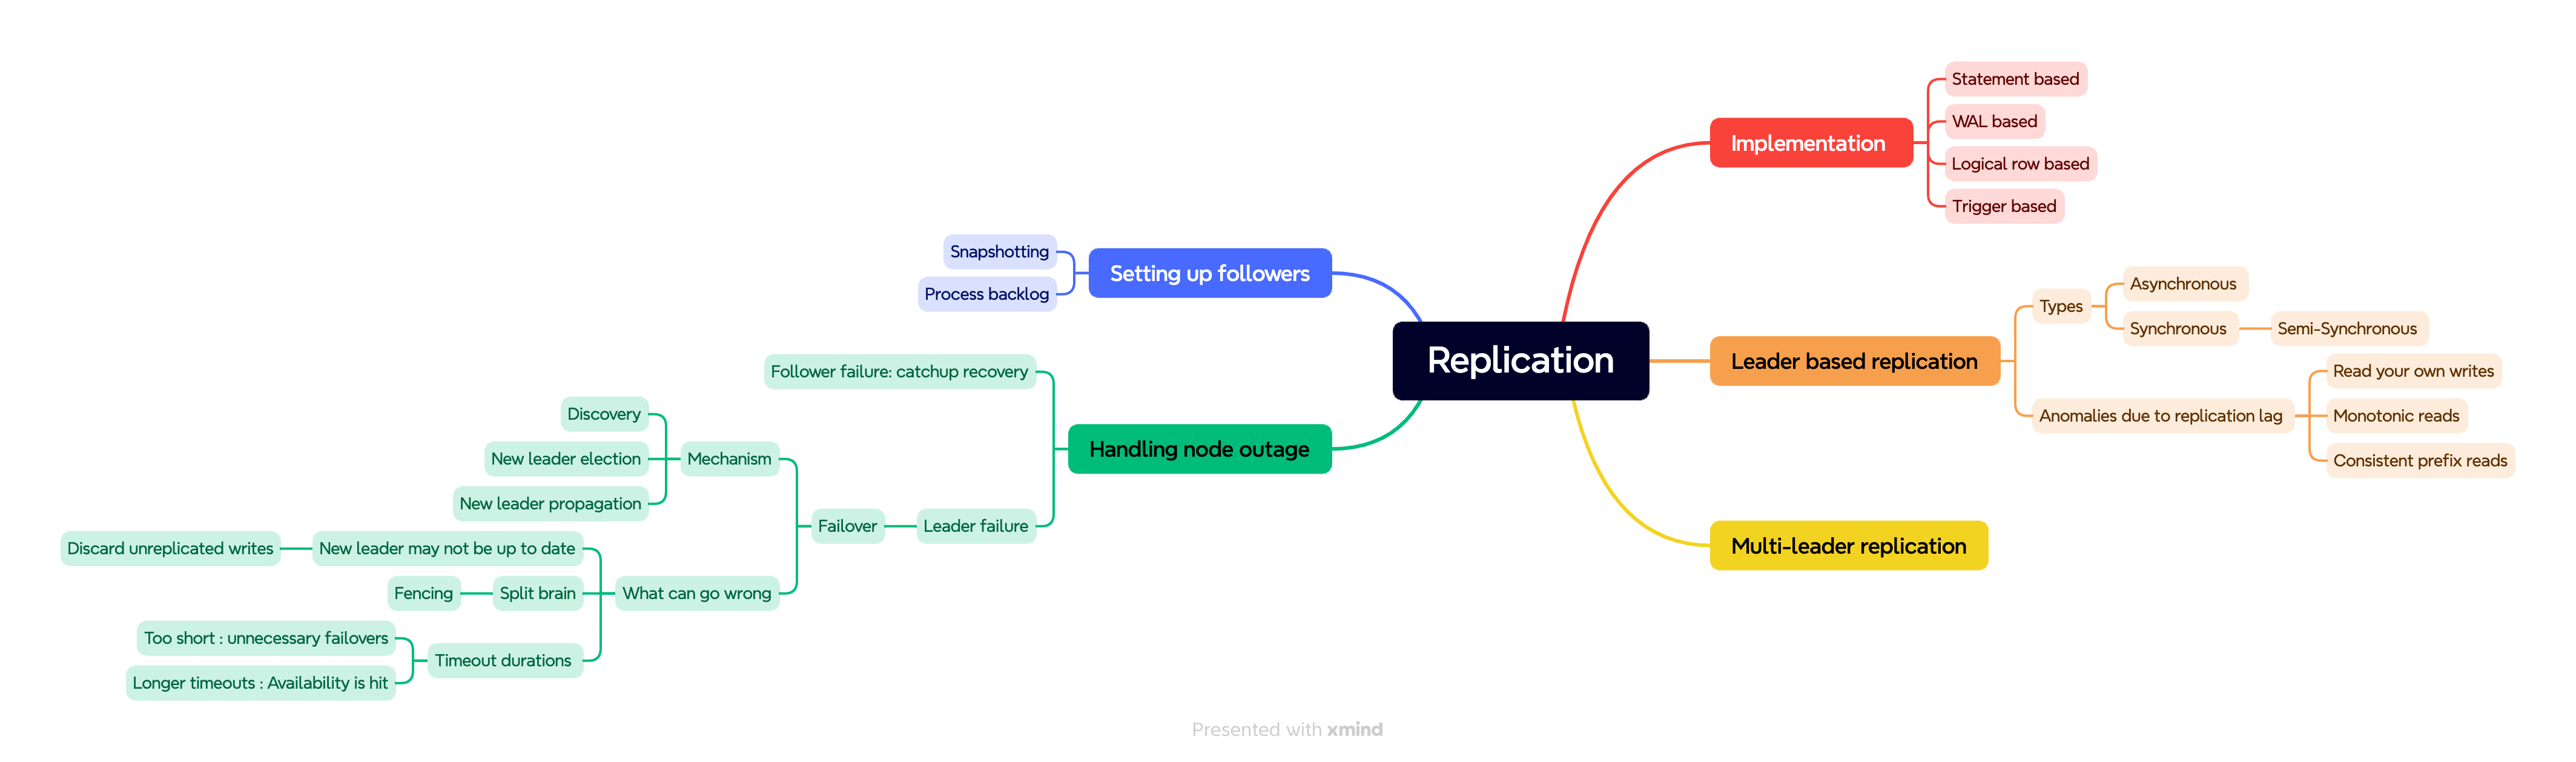 Replication
Implementation
Statement based
WAL based
Logical row based
Trigger based
Leader based replication
Types
Asynchronous
Synchronous
Semi-Synchronous
Anomalies due to replication lag
Read your own writes
Monotonic reads
Consistent prefix reads
Multi-leader replication
Setting up followers
Snapshotting
Process backlog
Handling node outage
Follower failure: catchup recovery
Leader failure
Failover
Mechanism
Discovery
New leader election
New leader propagation
What can go wrong
New leader may not be up to date
Discard unreplicated writes
Split brain
Fencing
Timeout durations
Too short : unnecessary failovers
Longer timeouts : Availability is hit
Presented with xmind